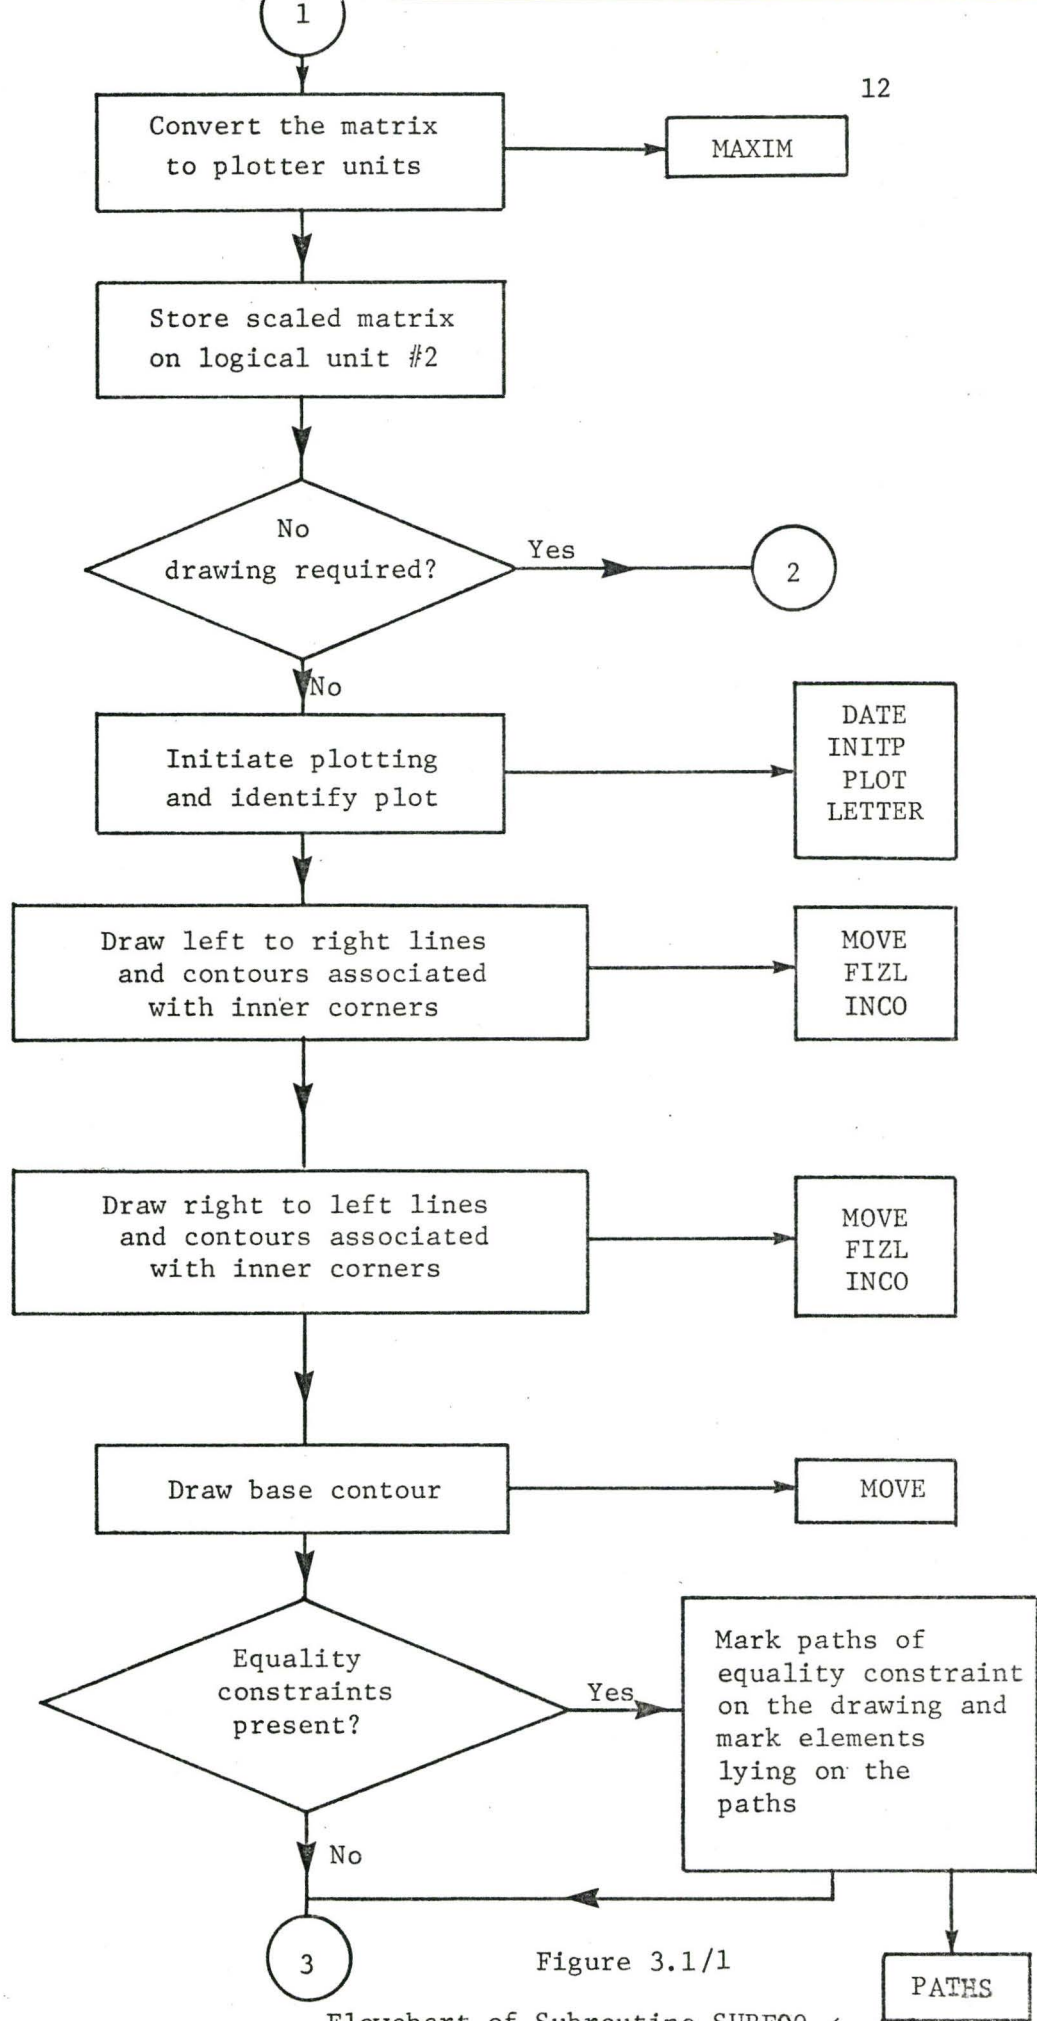 1
12
Convert the matrix
to plotter units
MAXIM
Store scaled matrix
on logical unit #2
No
drawing required?
Yes
2
No
Initiate plotting
and identify plot
DATE
INITP
PLOT
LETTER
Draw left to right lines
and contours associated
with inner corners
MOVE
FIZL
INCO
Draw right to left lines
and contours associated
with inner corners
MOVE
FIZL
INCO
Draw base contour
MOVE
Equality
constraints
present?
Yes
Mark paths of
equality constraint
on the drawing and
mark elements
lying on the
paths
No
3
Figure 3.1/1
PATHS
Flowchart of Subroutine